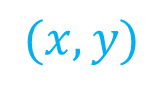 (x, y)